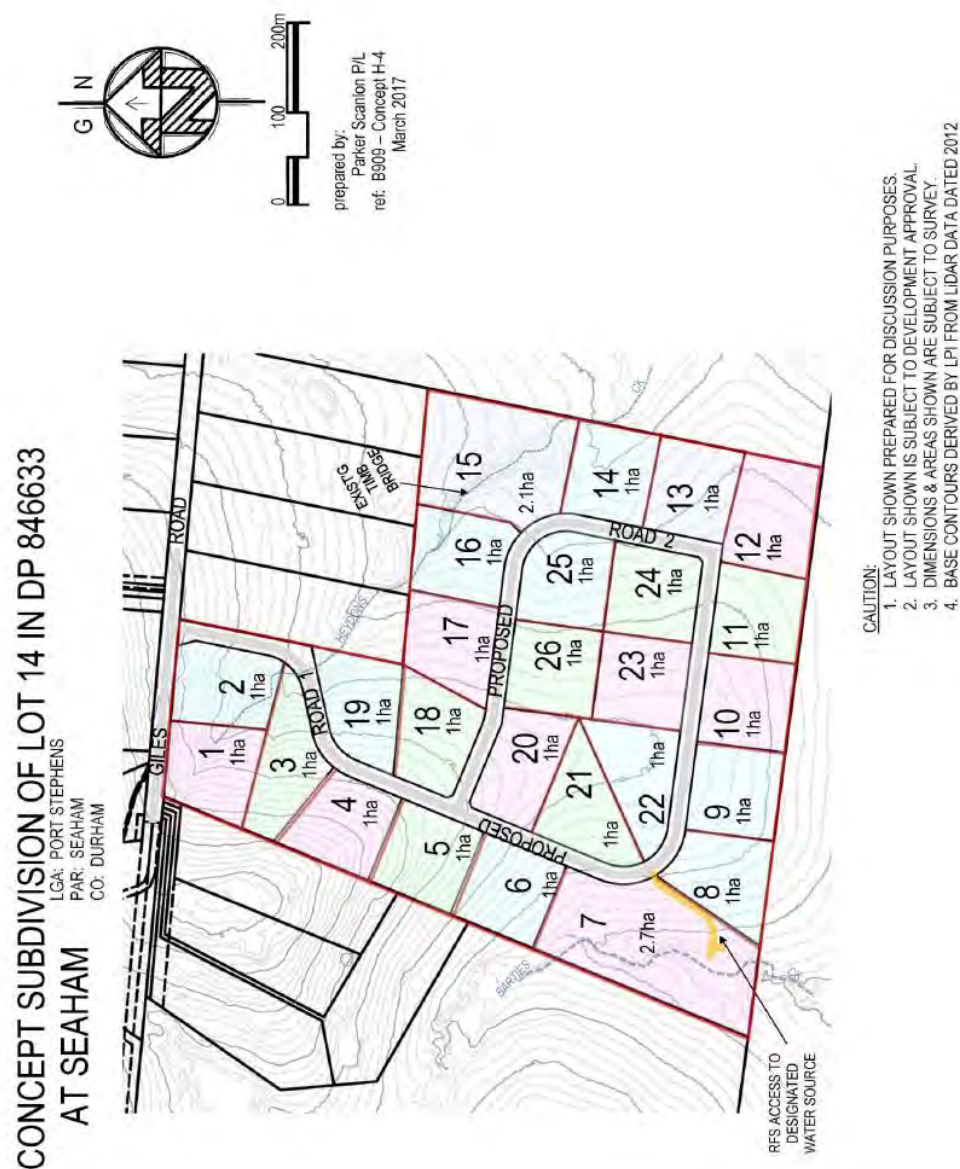 CONCEPT SUBDIVISION OF LOT 14 IN DP 846633
AT SEAHAM
LGA: PORT STEPHENS
PAR: SEAHAM
CO: DURHAM
G N
0 100 200m
prepared by:
Parker Scanlon P/L
ref: B909 – Concept H-4
March 2017
GILES ROAD
1
1ha
2
1ha
3
1ha
ROAD 1
4
1ha
19
1ha
HEYDONS
EXIST'G
TIMB
BRIDGE
15
2.1ha
CK
5
1ha
18
1ha
17
1ha
16
1ha
PROPOSED
PROPOSED
ROAD 2
14
1ha
6
1ha
20
1ha
26
1ha
25
1ha
13
1ha
21
1ha
23
1ha
24
1ha
7
2.7ha
22
1ha
12
1ha
BARTIES
CK
8
1ha
9
1ha
10
1ha
11
1ha
RFS ACCESS TO
DESIGNATED
WATER SOURCE
CAUTION:
1. LAYOUT SHOWN PREPARED FOR DISCUSSION PURPOSES.
2. LAYOUT SHOWN IS SUBJECT TO DEVELOPMENT APPROVAL.
3. DIMENSIONS & AREAS SHOWN ARE SUBJECT TO SURVEY.
4. BASE CONTOURS DERIVED BY LPI FROM LiDAR DATA DATED 2012